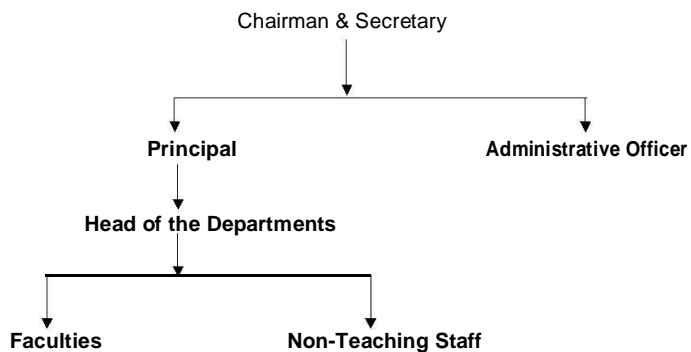 Chairman & Secretary
Principal
Administrative Officer
Head of the Departments
Faculties
Non-Teaching Staff